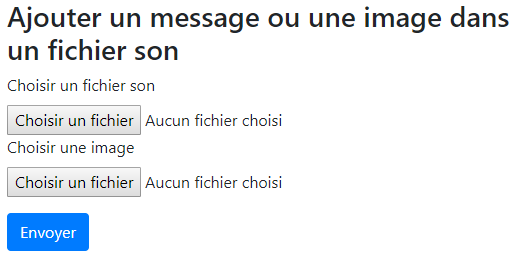 Ajouter un message ou une image dans
un fichier son
Choisir un fichier son
Choisir un fichier Aucun fichier choisi
Choisir une image
Choisir un fichier Aucun fichier choisi
Envoyer